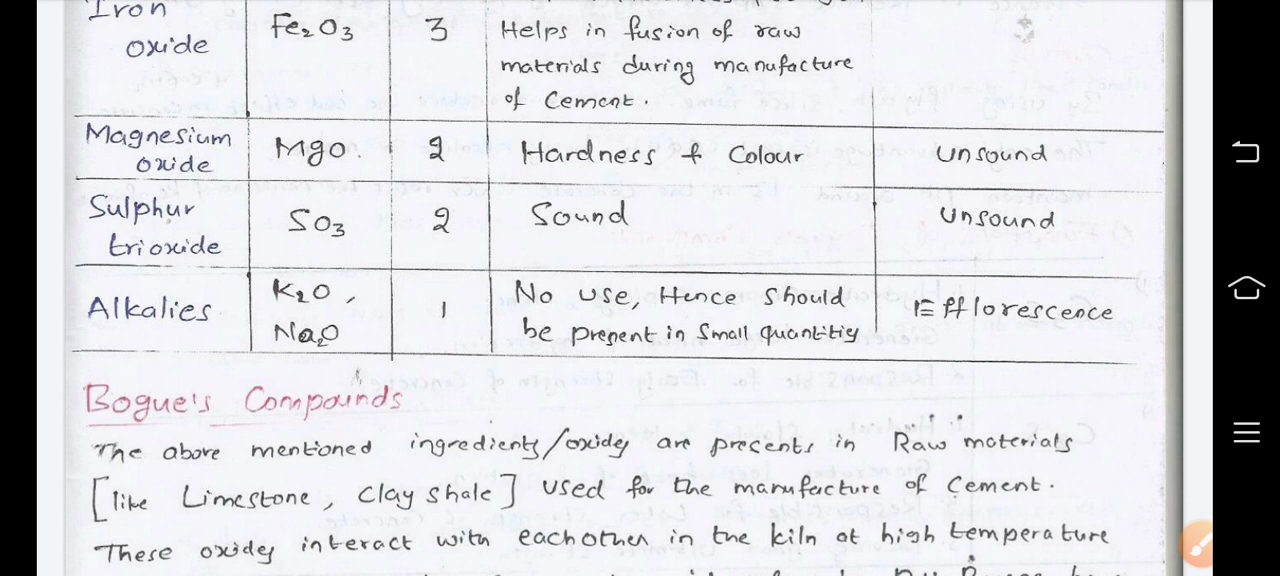 Iron oxide Fe₂O₃ 3 Helps in fusion of raw
materials during manufacture
of Cement.
Magnesium oxide MgO. 2 Hardness & Colour Unsound
Sulphur trioxide SO₃ 2 Sound Unsound
Alkalies K₂O, Na₂O 1 No use, Hence Should
be Present in Small quantitiy Efflorescence
Bogue's Compounds
The above mentioned ingredients/oxides are presents in Raw materials
[like Limestone, Clay shale] used for the manufacture of Cement.
These oxides interact with eachother in the kiln at high temperature